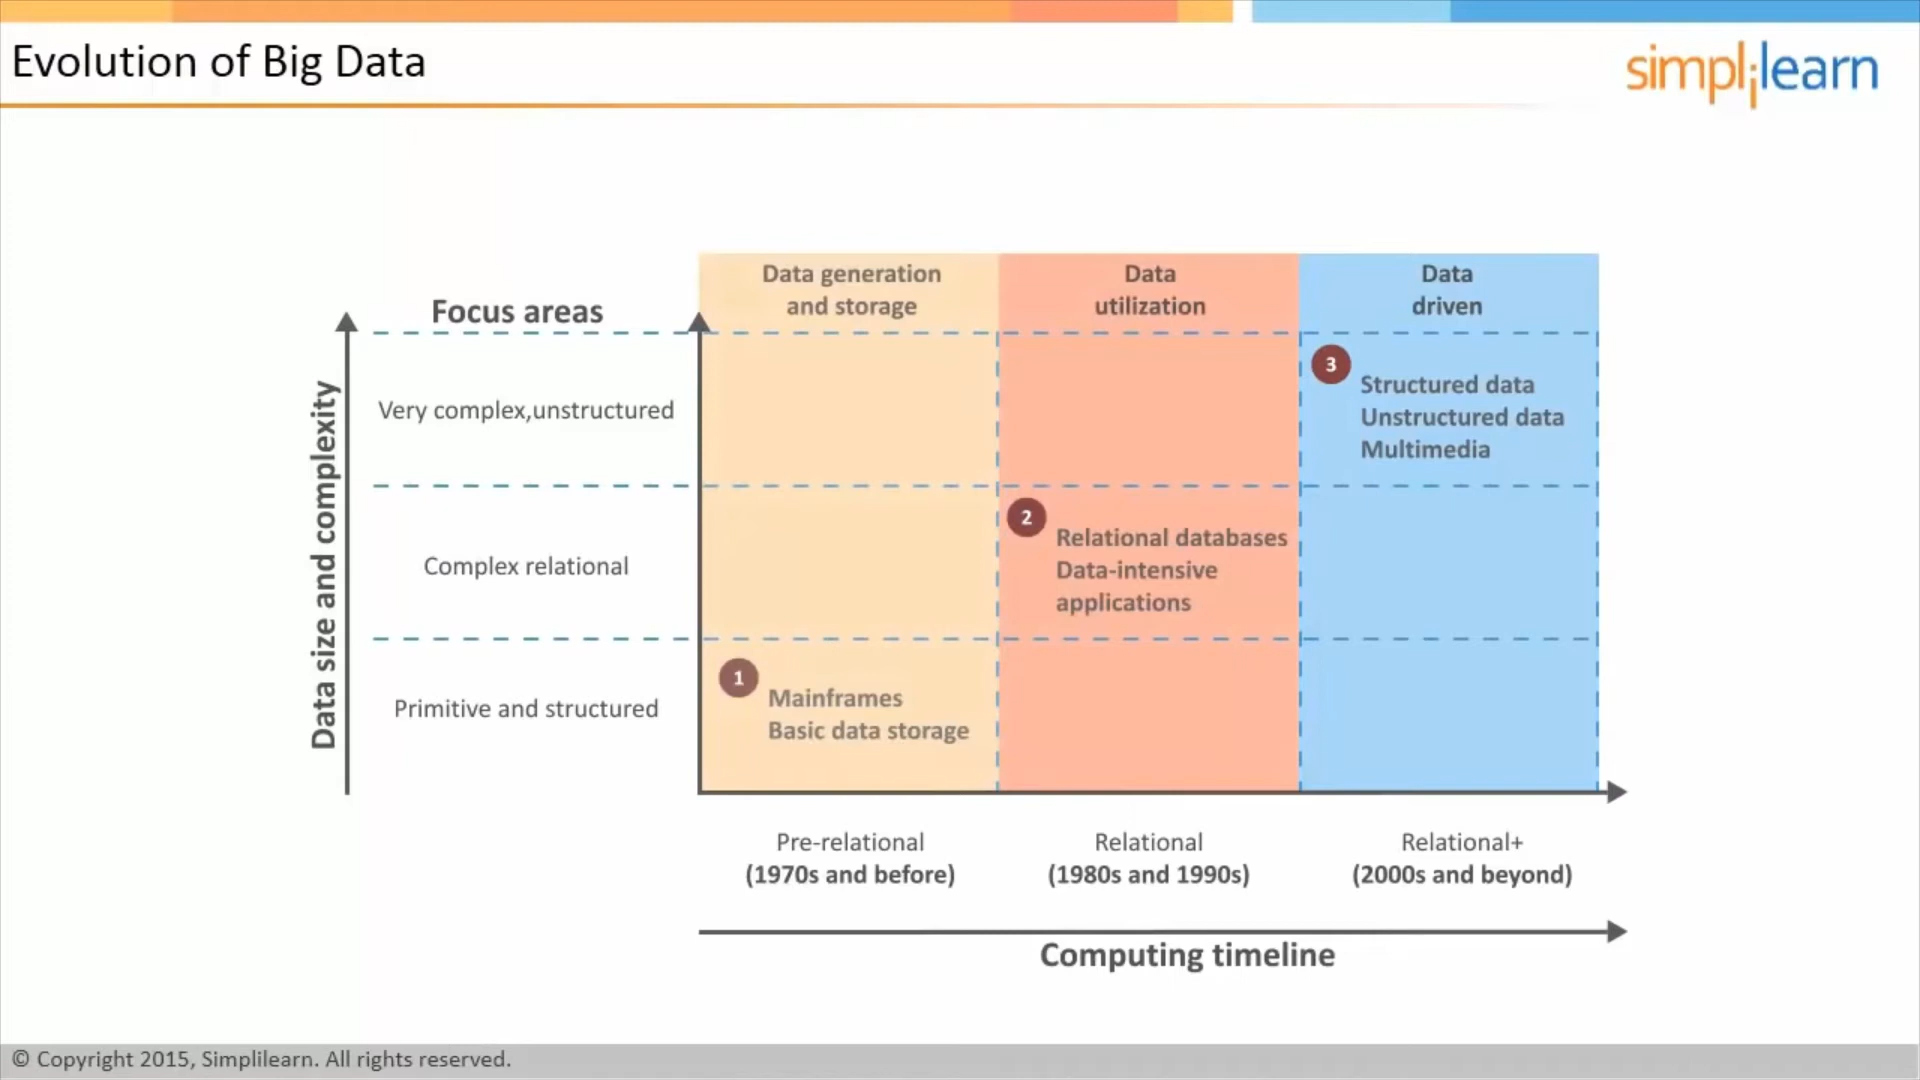 Evolution of Big Data
simplilearn
Data generation
and storage
Data
utilization
Data
driven
Focus areas
Data size and complexity
Very complex,unstructured
3
Structured data
Unstructured data
Multimedia
Complex relational
2
Relational databases
Data-intensive
applications
Primitive and structured
1
Mainframes
Basic data storage
Pre-relational
(1970s and before)
Relational
(1980s and 1990s)
Relational+
(2000s and beyond)
Computing timeline
© Copyright 2015, Simplilearn. All rights reserved.